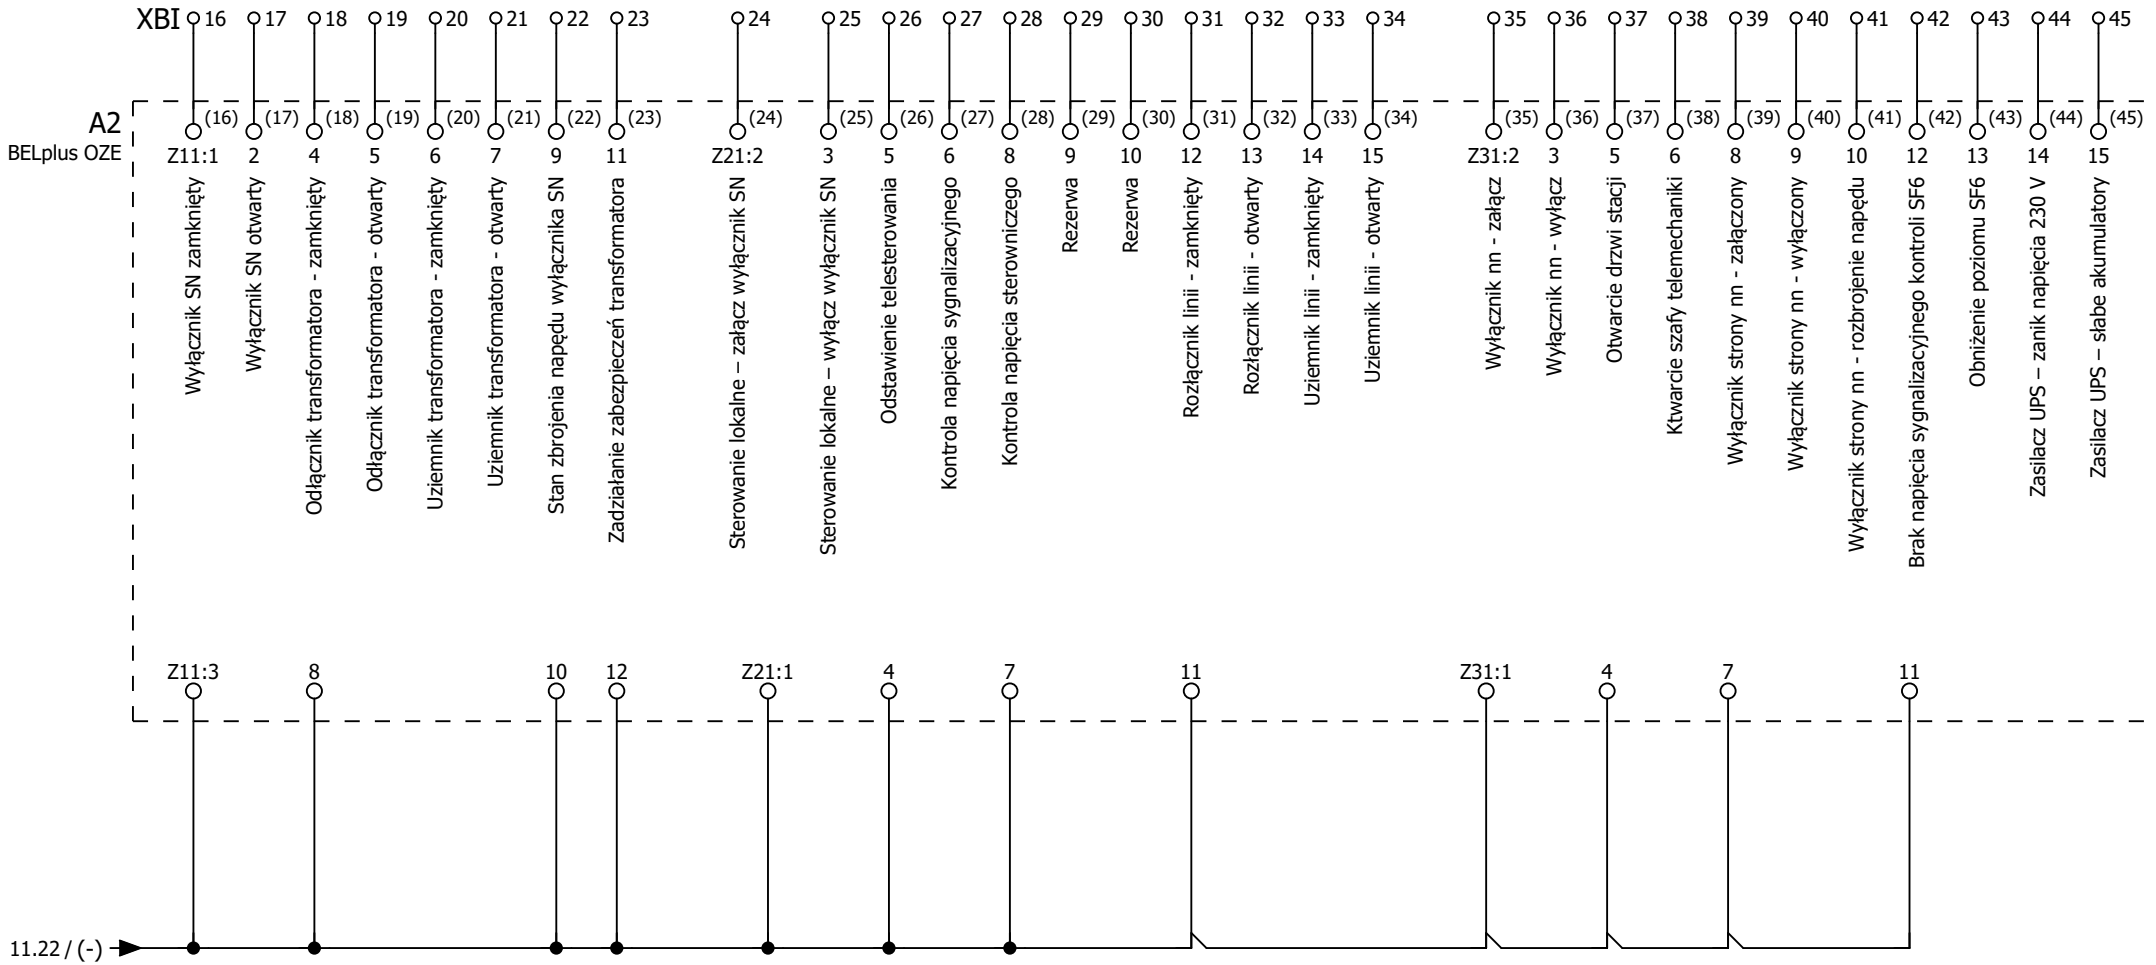 XBI 16 17 18 19 20 21 22 23 24 25 26 27 28 29 30 31 32 33 34 35 36 37 38 39 40 41 42 43 44 45
A2 (16) (17) (18) (19) (20) (21) (22) (23) (24) (25) (26) (27) (28) (29) (30) (31) (32) (33) (34) (35) (36) (37) (38) (39) (40) (41) (42) (43) (44) (45)
BELplus OZE Z11:1 2 4 5 6 7 9 11 Z21:2 3 5 6 8 9 10 12 13 14 15 Z31:2 3 5 6 8 9 10 12 13 14 15
Wyłącznik SN zamknięty
Wyłącznik SN otwarty
Odłącznik transformatora - zamknięty
Odłącznik transformatora - otwarty
Uziemnik transformatora - zamknięty
Uziemnik transformatora - otwarty
Stan zbrojenia napędu wyłącznika SN
Zadziałanie zabezpieczeń transformatora
Sterowanie lokalne – załącz wyłącznik SN
Sterowanie lokalne – wyłącz wyłącznik SN
Odstawienie telesterowania
Kontrola napięcia sygnalizacyjnego
Kontrola napięcia sterowniczego
Rezerwa
Rezerwa
Rozłącznik linii - zamknięty
Rozłącznik linii - otwarty
Uziemnik linii - zamknięty
Uziemnik linii - otwarty
Wyłącznik nn - załącz
Wyłącznik nn - wyłącz
Otwarcie drzwi stacji
Ktwarcie szafy telemechaniki
Wyłącznik strony nn - załączony
Wyłącznik strony nn - wyłączony
Wyłącznik strony nn - rozbrojenie napędu
Brak napięcia sygnalizacyjnego kontroli SF6
Obniżenie poziomu SF6
Zasilacz UPS – zanik napięcia 230 V
Zasilacz UPS – słabe akumulatory
Z11:3 8 10 12 Z21:1 4 7 11 Z31:1 4 7 11
11.22 / (-)